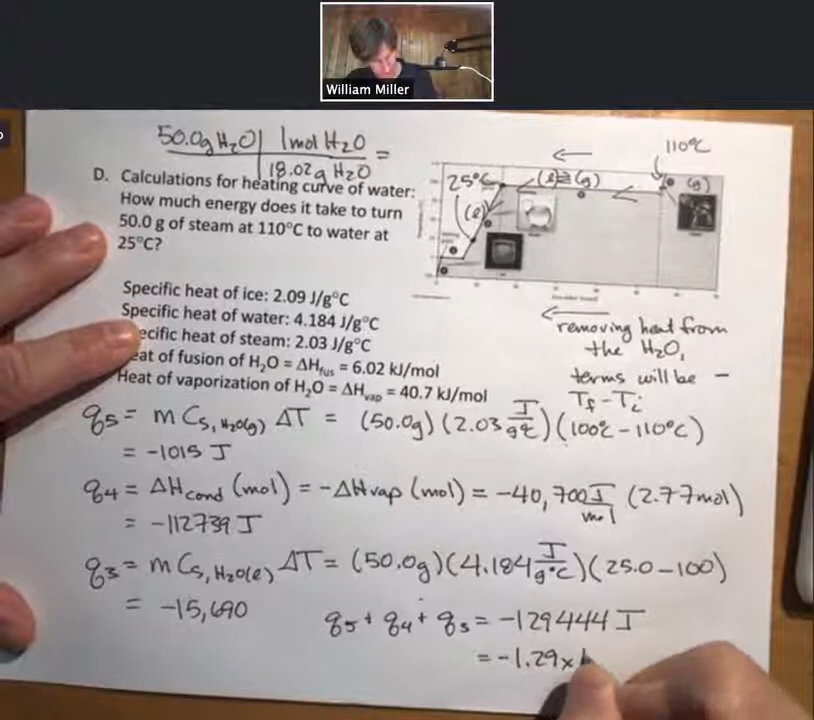 William Miller
50.0g H₂O | 1mol H₂O =
18.02g H₂O
D. Calculations for heating curve of water:
How much energy does it take to turn
50.0 g of steam at 110°C to water at
25°C?
110°C
25°C
(l)⇌(g)
(g)
(l)
Specific heat of ice: 2.09 J/g°C
Specific heat of water: 4.184 J/g°C
ecific heat of steam: 2.03 J/g°C
eat of fusion of H₂O = ΔHfus = 6.02 kJ/mol
Heat of vaporization of H₂O = ΔHvap = 40.7 kJ/mol
removing heat from
the H₂O,
terms will be −
Tf − Ti
q5 = m Cs, H₂O(g) ΔT = (50.0g)(2.03 J/g°C)(100°C − 110°C)
= −1015 J
q4 = ΔHcond (mol) = −ΔHvap (mol) = −40,700 J/mol (2.77mol)
= −112739 J
q3 = m Cs, H₂O(l) ΔT = (50.0g)(4.184 J/g°C)(25.0 − 100)
= −15,690
q5 + q4 + q3 = −129444 J
= −1.29 x